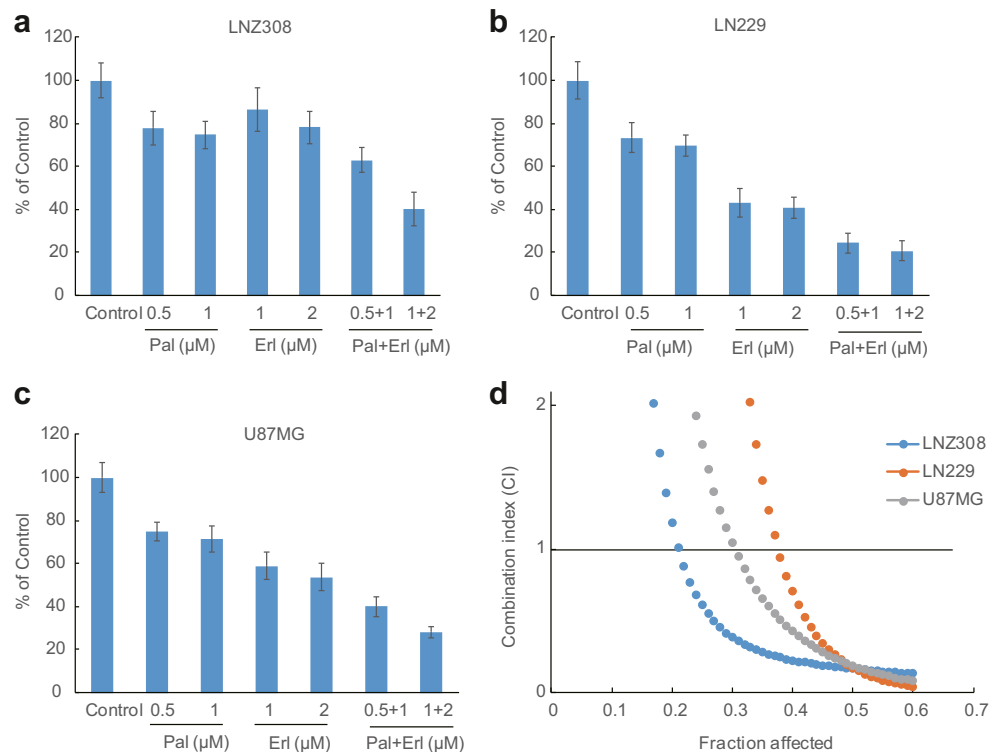 a
LNZ308
% of Control
120
100
80
60
40
20
0
Control 0.5 1 1 2 0.5+1 1+2
Pal (µM) Erl (µM) Pal+Erl (µM)
b
LN229
% of Control
120
100
80
60
40
20
0
Control 0.5 1 1 2 0.5+1 1+2
Pal (µM) Erl (µM) Pal+Erl (µM)
c
U87MG
% of Control
120
100
80
60
40
20
0
Control 0.5 1 1 2 0.5+1 1+2
Pal (µM) Erl (µM) Pal+Erl (µM)
d
Combination index (CI)
2
1
0
LNZ308
LN229
U87MG
0 0.1 0.2 0.3 0.4 0.5 0.6 0.7
Fraction affected